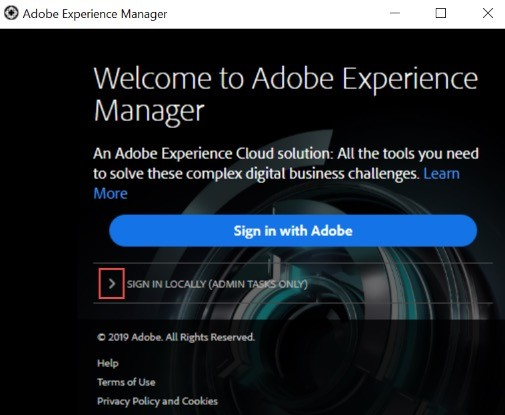 Adobe Experience Manager
Welcome to Adobe Experience
Manager
An Adobe Experience Cloud solution: All the tools you need
to solve these complex digital business challenges. Learn
More
Sign in with Adobe
SIGN IN LOCALLY (ADMIN TASKS ONLY)
© 2019 Adobe. All Rights Reserved.
Help
Terms of Use
Privacy Policy and Cookies